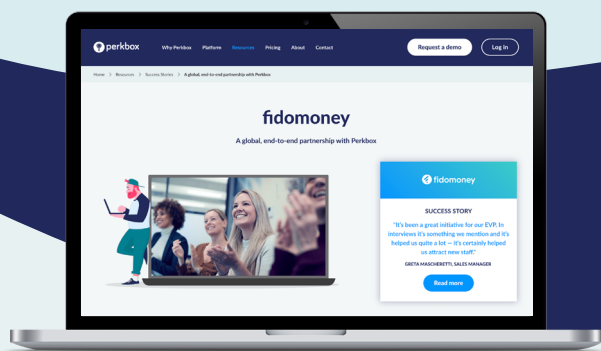 perkbox
Why Perkbox Platform Resources Pricing About Contact
Request a demo
Log In
Home > Resources > Success Stories > A global, end-to-end partnership with Perkbox
fidomoney
A global, end-to-end partnership with Perkbox
fidomoney
SUCCESS STORY
"It's been a great initiative for our EVP. In
interviews it's something we mention and it's
helped us quite a lot — it's certainly helped
us attract new staff."
GRETA MASCHERETTI, SALES MANAGER
Read more